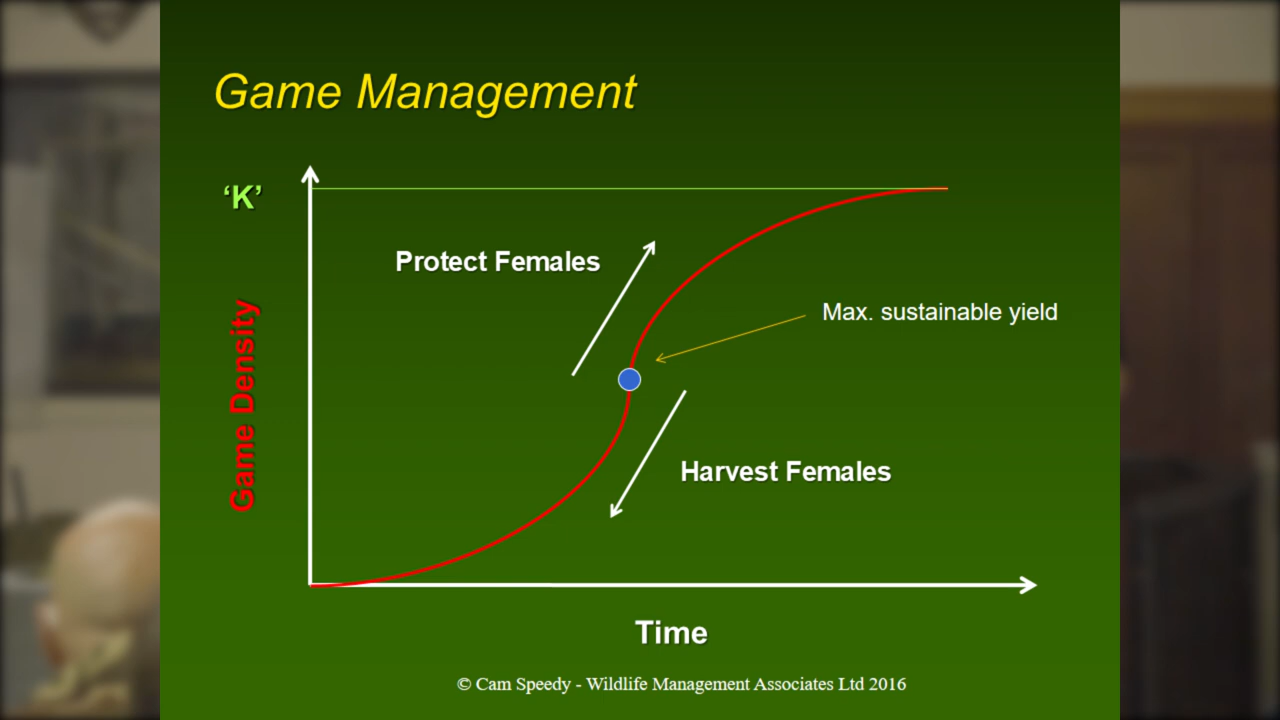 Game Management
‘K’
Protect Females
Max. sustainable yield
Game Density
Harvest Females
Time
© Cam Speedy - Wildlife Management Associates Ltd 2016